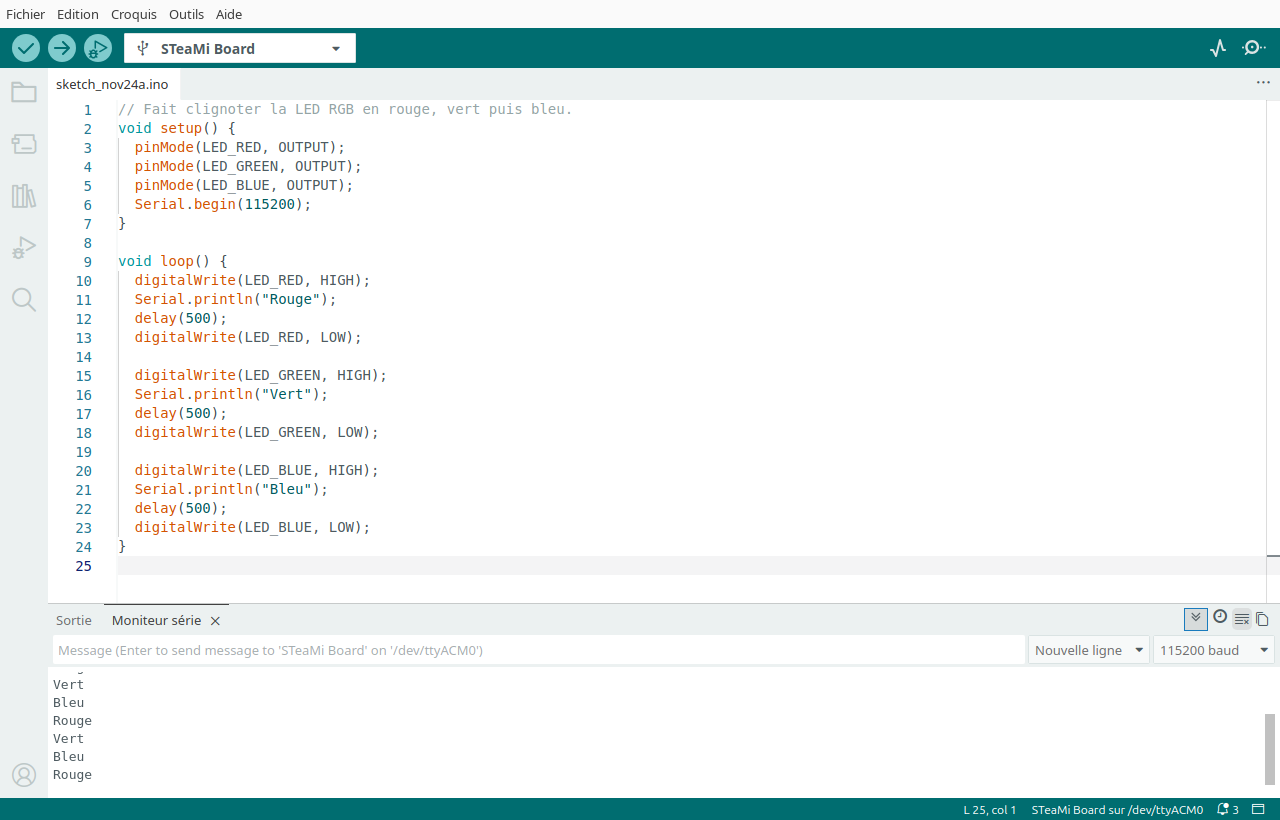 Fichier Edition Croquis Outils Aide
STeaMi Board
sketch_nov24a.ino
1 // Fait clignoter la LED RGB en rouge, vert puis bleu.
2 void setup() {
3 pinMode(LED_RED, OUTPUT);
4 pinMode(LED_GREEN, OUTPUT);
5 pinMode(LED_BLUE, OUTPUT);
6 Serial.begin(115200);
7 }
8
9 void loop() {
10 digitalWrite(LED_RED, HIGH);
11 Serial.println("Rouge");
12 delay(500);
13 digitalWrite(LED_RED, LOW);
14
15 digitalWrite(LED_GREEN, HIGH);
16 Serial.println("Vert");
17 delay(500);
18 digitalWrite(LED_GREEN, LOW);
19
20 digitalWrite(LED_BLUE, HIGH);
21 Serial.println("Bleu");
22 delay(500);
23 digitalWrite(LED_BLUE, LOW);
24 }
25
Sortie Moniteur série
Message (Enter to send message to 'STeaMi Board' on '/dev/ttyACM0') Nouvelle ligne 115200 baud
Vert
Bleu
Rouge
Vert
Bleu
Rouge
L 25, col 1 STeaMi Board sur /dev/ttyACM0 3